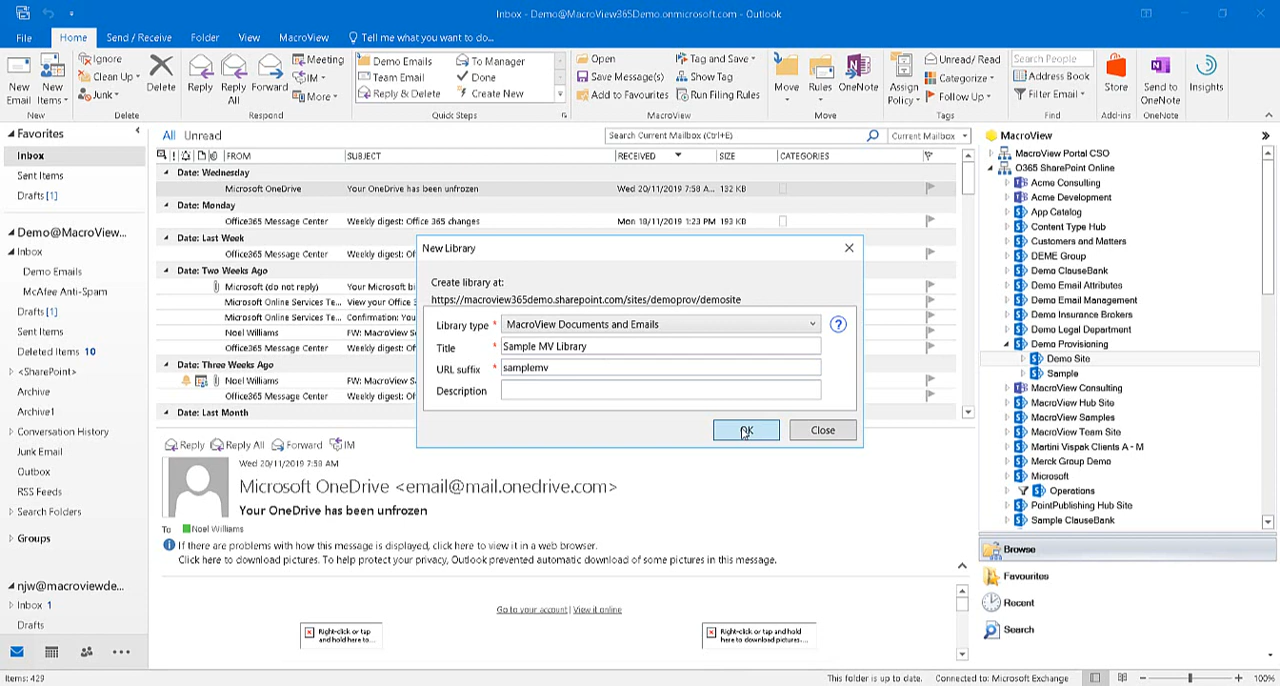 Inbox - Demo@MacroView365Demo.onmicrosoft.com - Outlook
File Home Send / Receive Folder View MacroView Tell me what you want to do...
New Email
New Items
New
Ignore
Clean Up
Junk
Delete
Delete
Reply
Reply All
Forward
Meeting
IM
More
Respond
Demo Emails
Team Email
Reply & Delete
To Manager
Done
Create New
Quick Steps
Open
Save Message(s)
Add to Favourites
Tag and Save
Show Tag
Run Filing Rules
MacroView
Move
Rules
OneNote
Move
Assign Policy
Unread/ Read
Categorize
Follow Up
Tags
Search People
Address Book
Filter Email
Find
Store
Add-ins
Send to OneNote
OneNote
Insights
Favorites
Inbox
Sent Items
Drafts [1]
Demo@MacroView...
Inbox
Demo Emails
McAfee Anti-Spam
Drafts [1]
Sent Items
Deleted Items 10
<SharePoint>
Archive
Archive1
Conversation History
Junk Email
Outbox
RSS Feeds
Search Folders
Groups
njw@macroviewde...
Inbox 1
Drafts
All Unread
Search Current Mailbox (Ctrl+E)
Current Mailbox
FROM SUBJECT RECEIVED SIZE CATEGORIES
Date: Wednesday
Microsoft OneDrive Your OneDrive has been unfrozen Wed 20/11/2019 7:58 A... 132 KB
Date: Monday
Office365 Message Center Weekly digest: Office 365 changes Mon 18/11/2019 1:23 PM 193 KB
Date: Last Week
Office365 Message Center Weekly digest: Of
Date: Two Weeks Ago
Microsoft (do not reply) Your Microsoft bi
Microsoft Online Services Te... View your Office
Microsoft Online Services Te... Confirmation: You
Noel Williams FW: MacroView S
Office365 Message Center Weekly digest: Of
Date: Three Weeks Ago
Noel Williams FW: MacroView S
Office365 Message Center Weekly digest: Of
Date: Last Month
New Library
Create library at:
https://macroview365demo.sharepoint.com/sites/demoprov/demosite
Library type * MacroView Documents and Emails
Title * Sample MV Library
URL suffix * samplemv
Description
OK Close
Reply Reply All Forward IM
Wed 20/11/2019 7:58 AM
Microsoft OneDrive <email@mail.onedrive.com>
Your OneDrive has been unfrozen
To Noel Williams
If there are problems with how this message is displayed, click here to view it in a web browser.
Click here to download pictures. To help protect your privacy, Outlook prevented automatic download of some pictures in this message.
Go to your account | View it online
Right-click or tap
and hold here to...
Right-click or tap and hold
here to download pictures....
MacroView
MacroView Portal CSO
O365 SharePoint Online
Acme Consulting
Acme Development
App Catalog
Content Type Hub
Customers and Matters
DEME Group
Demo ClauseBank
Demo Email Attributes
Demo Email Management
Demo Insurance Brokers
Demo Legal Department
Demo Provisioning
Demo Site
Sample
MacroView Consulting
MacroView Hub Site
MacroView Samples
MacroView Team Site
Martini Vispak Clients A - M
Merck Group Demo
Microsoft
Operations
PointPublishing Hub Site
Sample ClauseBank
Browse
Favourites
Recent
Search
Items: 429
This folder is up to date. Connected to: Microsoft Exchange
100%